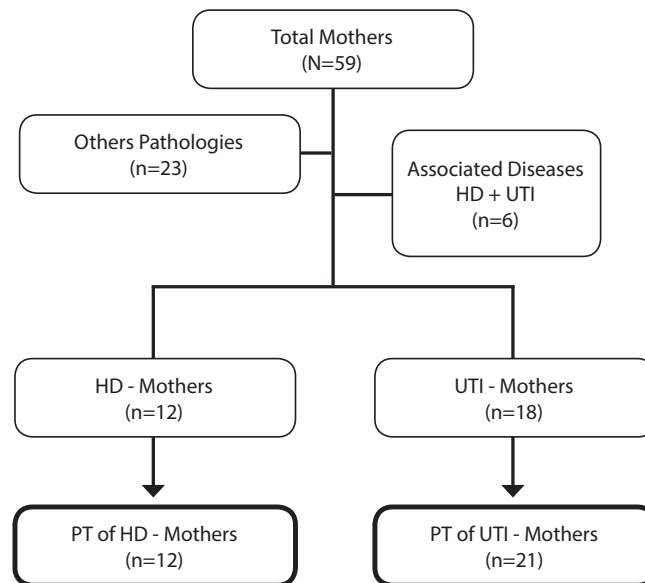 Total Mothers
(N=59)
Others Pathologies
(n=23)
Associated Diseases
HD + UTI
(n=6)
HD - Mothers
(n=12)
UTI - Mothers
(n=18)
PT of HD - Mothers
(n=12)
PT of UTI - Mothers
(n=21)